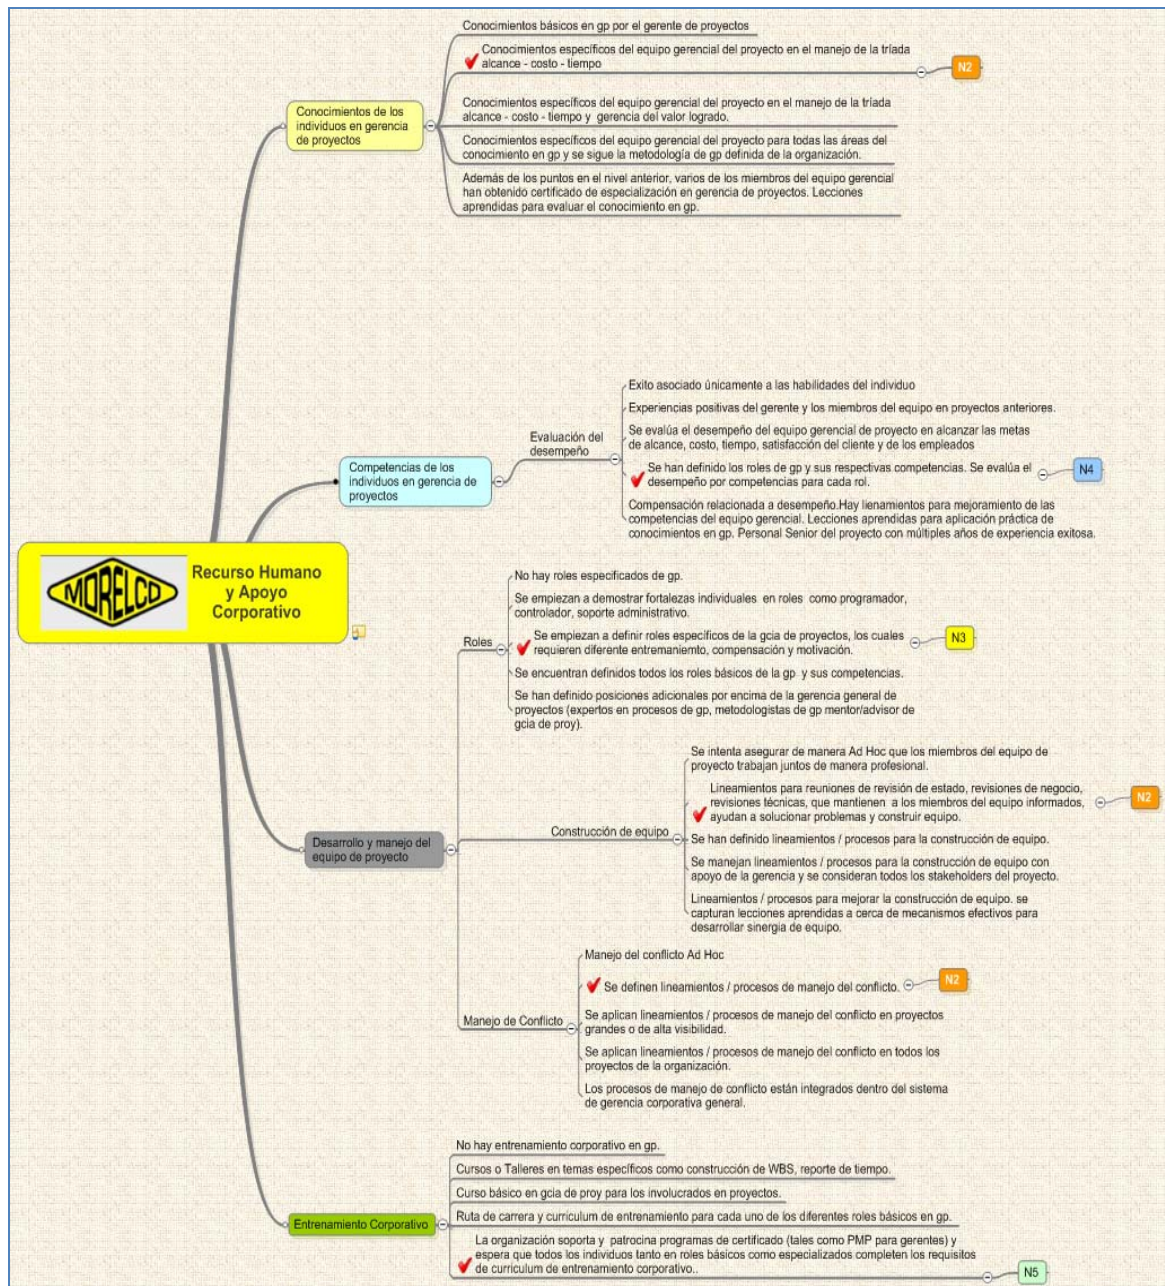 Conocimientos básicos en gp por el gerente de proyectos
Conocimientos específicos del equipo gerencial del proyecto en el manejo de la tríada
alcance - costo - tiempo
N2
Conocimientos de los
individuos en gerencia
de proyectos
Conocimientos específicos del equipo gerencial del proyecto en el manejo de la tríada
alcance - costo - tiempo y gerencia del valor logrado.
Conocimientos específicos del equipo gerencial del proyecto para todas las áreas del
conocimiento en gp y se sigue la metodología de gp definida de la organización.
Además de los puntos en el nivel anterior, varios de los miembros del equipo gerencial
han obtenido certificado de especialización en gerencia de proyectos. Lecciones
aprendidas para evaluar el conocimiento en gp.
Competencias de los
individuos en gerencia de
proyectos
Evaluación del
desempeño
Exito asociado únicamente a las habilidades del individuo
Experiencias positivas del gerente y los miembros del equipo en proyectos anteriores.
Se evalúa el desempeño del equipo gerencial de proyecto en alcanzar las metas
de alcance, costo, tiempo, satisfacción del cliente y de los empleados
Se han definido los roles de gp y sus respectivas competencias. Se evalúa el
desempeño por competencias para cada rol.
N4
Compensación relacionada a desempeño.Hay lienamientos para mejoramiento de las
competencias del equipo gerencial. Lecciones aprendidas para aplicación práctica de
conocimientos en gp. Personal Senior del proyecto con múltiples años de experiencia exitosa.
MORELCO
Recurso Humano
y Apoyo
Corporativo
Desarrollo y manejo del
equipo de proyecto
Roles
No hay roles especificados de gp.
Se empiezan a demostrar fortalezas individuales en roles como programador,
controlador, soporte administrativo.
Se empiezan a definir roles específicos de la gcia de proyectos, los cuales
requieren diferente entremaniemto, compensación y motivación.
N3
Se encuentran definidos todos los roles básicos de la gp y sus competencias.
Se han definido posiciones adicionales por encima de la gerencia general de
proyectos (expertos en procesos de gp, metodologistas de gp mentor/advisor de
gcia de proy).
Construcción de equipo
Se intenta asegurar de manera Ad Hoc que los miembros del equipo de
proyecto trabajan juntos de manera profesional.
Lineamientos para reuniones de revisión de estado, revisiones de negocio,
revisiones técnicas, que mantienen a los miembros del equipo informados,
ayudan a solucionar problemas y construir equipo.
N2
Se han definido lineamientos / procesos para la construcción de equipo.
Se manejan lineamientos / procesos para la construcción de equipo con
apoyo de la gerencia y se consideran todos los stakeholders del proyecto.
Lineamientos / procesos para mejorar la construcción de equipo. se
capturan lecciones aprendidas a cerca de mecanismos efectivos para
desarrollar sinergia de equipo.
Manejo de Conflicto
Manejo del conflicto Ad Hoc
Se definen lineamientos / procesos de manejo del conflicto.
N2
Se aplican lineamientos / procesos de manejo del conflicto en proyectos
grandes o de alta visibilidad.
Se aplican lineamientos / procesos de manejo del conflicto en todos los
proyectos de la organización.
Los procesos de manejo de conflicto están integrados dentro del sistema
de gerencia corporativa general.
Entrenamiento Corporativo
No hay entrenamiento corporativo en gp.
Cursos o Talleres en temas específicos como construcción de WBS, reporte de tiempo.
Curso básico en gcia de proy para los involucrados en proyectos.
Ruta de carrera y curriculum de entrenamiento para cada uno de los diferentes roles básicos en gp.
La organización soporta y patrocina programas de certificado (tales como PMP para gerentes) y
espera que todos los individuos tanto en roles básicos como especializados completen los requisitos
de curriculum de entrenamiento corporativo..
N5